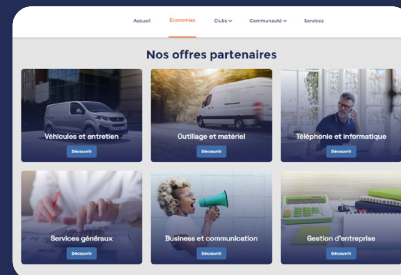 Accueil Économies Clubs Communauté Services
Nos offres partenaires
Véhicules et entretien Outillage et matériel Téléphonie et informatique
Découvrir Découvrir Découvrir
Services généraux Business et communication Gestion d'entreprise
Découvrir Découvrir Découvrir